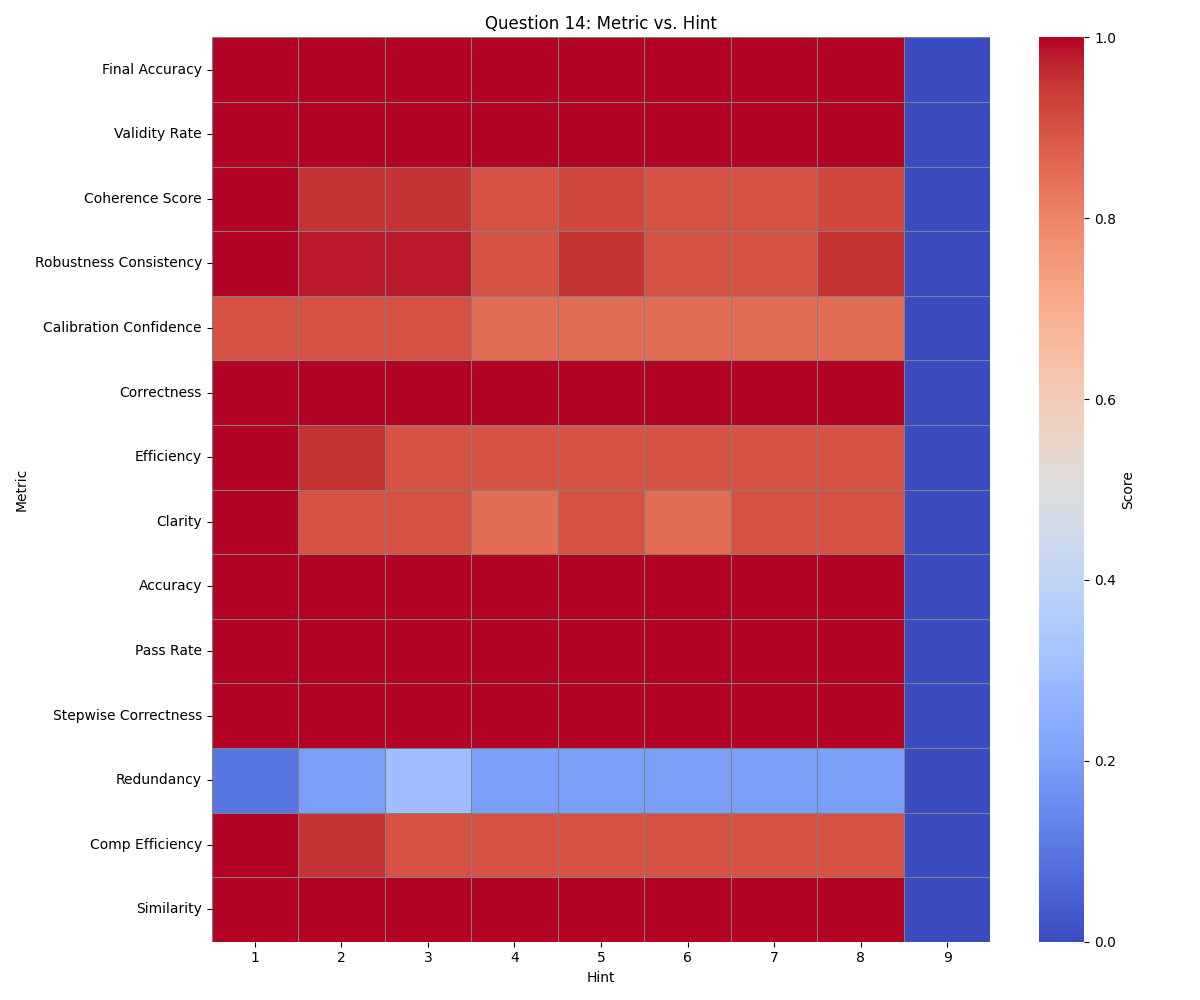 Question 14: Metric vs. Hint
Final Accuracy
Validity Rate
Coherence Score
Robustness Consistency
Calibration Confidence
Correctness
Efficiency
Clarity
Accuracy
Pass Rate
Stepwise Correctness
Redundancy
Comp Efficiency
Similarity
Metric
1 2 3 4 5 6 7 8 9
Hint
1.0
0.8
0.6
0.4
0.2
0.0
Score